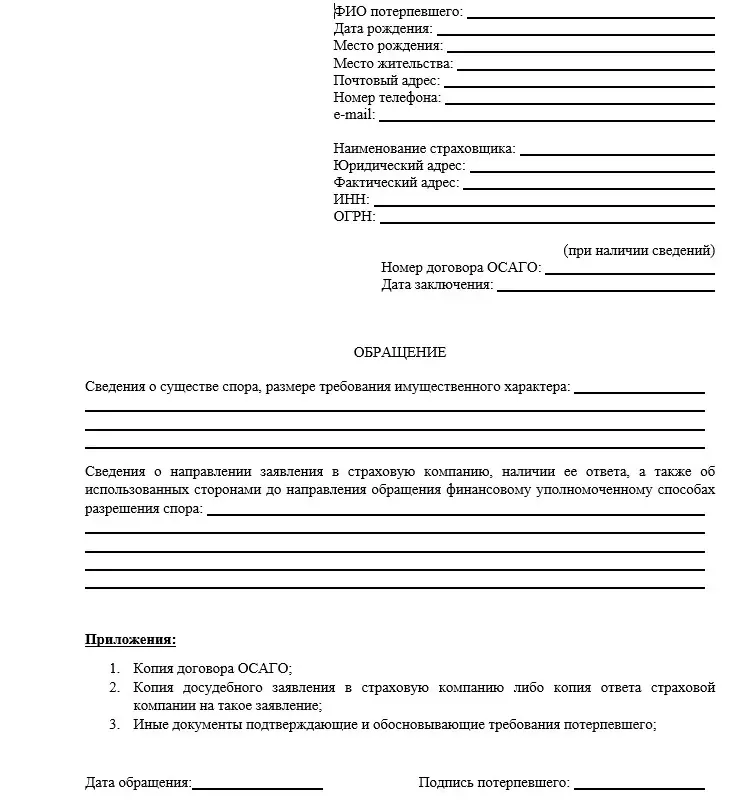 ФИО потерпевшего:
Дата рождения:
Место рождения:
Место жительства:
Почтовый адрес:
Номер телефона:
e-mail:
Наименование страховщика:
Юридический адрес:
Фактический адрес:
ИНН:
ОГРН:
(при наличии сведений)
Номер договора ОСАГО:
Дата заключения:
ОБРАЩЕНИЕ
Сведения о существе спора, размере требования имущественного характера:
Сведения о направлении заявления в страховую компанию, наличии ее ответа, а также об
использованных сторонами до направления обращения финансовому уполномоченному способах
разрешения спора:
Приложения:
1. Копия договора ОСАГО;
2. Копия досудебного заявления в страховую компанию либо копия ответа страховой
компании на такое заявление;
3. Иные документы подтверждающие и обосновывающие требования потерпевшего;
Дата обращения: Подпись потерпевшего: